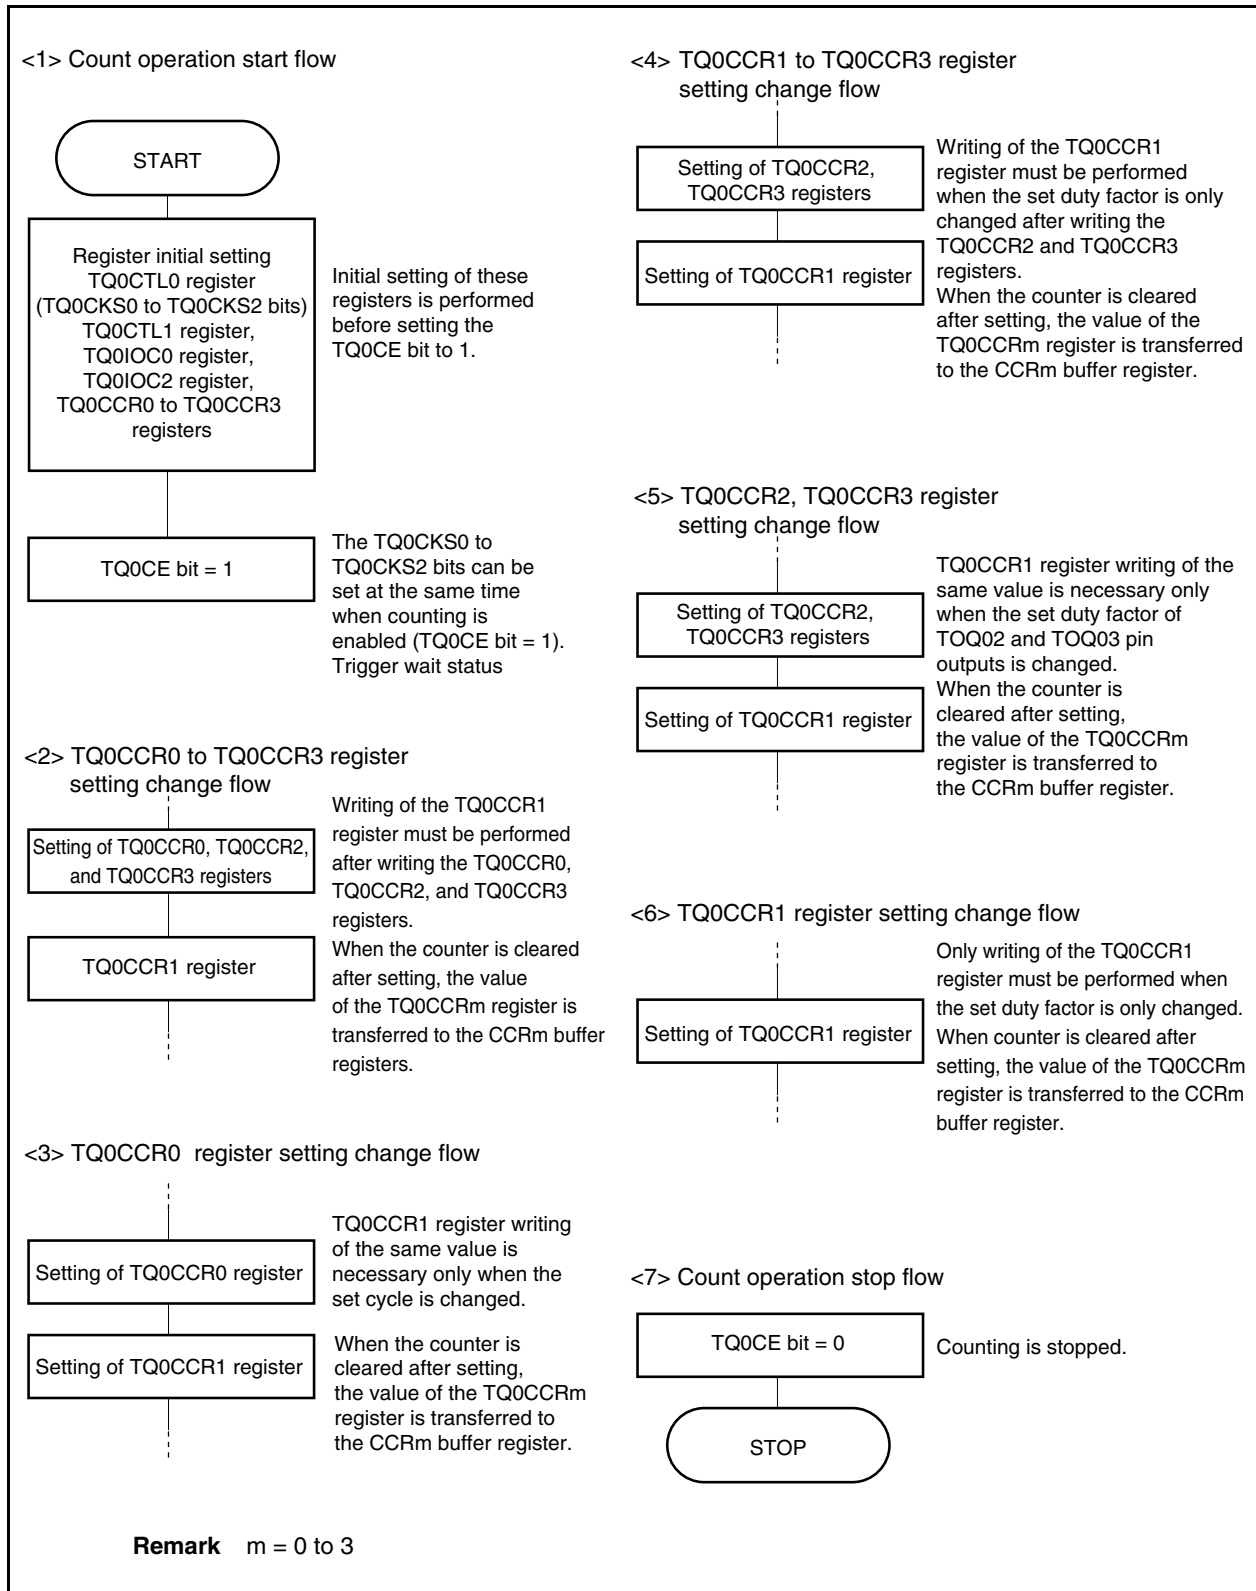 <1> Count operation start flow
START
Register initial setting
TQ0CTL0 register
(TQ0CKS0 to TQ0CKS2 bits)
TQ0CTL1 register,
TQ0IOC0 register,
TQ0IOC2 register,
TQ0CCR0 to TQ0CCR3
registers
Initial setting of these
registers is performed
before setting the
TQ0CE bit to 1.
TQ0CE bit = 1
The TQ0CKS0 to
TQ0CKS2 bits can be
set at the same time
when counting is
enabled (TQ0CE bit = 1).
Trigger wait status
<2> TQ0CCR0 to TQ0CCR3 register
setting change flow
Setting of TQ0CCR0, TQ0CCR2,
and TQ0CCR3 registers
TQ0CCR1 register
Writing of the TQ0CCR1
register must be performed
after writing the TQ0CCR0,
TQ0CCR2, and TQ0CCR3
registers.
When the counter is cleared
after setting, the value
of the TQ0CCRm register is
transferred to the CCRm buffer
registers.
<3> TQ0CCR0 register setting change flow
Setting of TQ0CCR0 register
TQ0CCR1 register writing
of the same value is
necessary only when the
set cycle is changed.
Setting of TQ0CCR1 register
When the counter is
cleared after setting,
the value of the TQ0CCRm
register is transferred to
the CCRm buffer register.
<4> TQ0CCR1 to TQ0CCR3 register
setting change flow
Setting of TQ0CCR2,
TQ0CCR3 registers
Setting of TQ0CCR1 register
Writing of the TQ0CCR1
register must be performed
when the set duty factor is only
changed after writing the
TQ0CCR2 and TQ0CCR3
registers.
When the counter is cleared
after setting, the value of the
TQ0CCRm register is transferred
to the CCRm buffer register.
<5> TQ0CCR2, TQ0CCR3 register
setting change flow
Setting of TQ0CCR2,
TQ0CCR3 registers
Setting of TQ0CCR1 register
TQ0CCR1 register writing of the
same value is necessary only
when the set duty factor of
TOQ02 and TOQ03 pin
outputs is changed.
When the counter is
cleared after setting,
the value of the TQ0CCRm
register is transferred to
the CCRm buffer register.
<6> TQ0CCR1 register setting change flow
Setting of TQ0CCR1 register
Only writing of the TQ0CCR1
register must be performed when
the set duty factor is only changed.
When counter is cleared after
setting, the value of the TQ0CCRm
register is transferred to the CCRm
buffer register.
<7> Count operation stop flow
TQ0CE bit = 0
Counting is stopped.
STOP
Remark m = 0 to 3